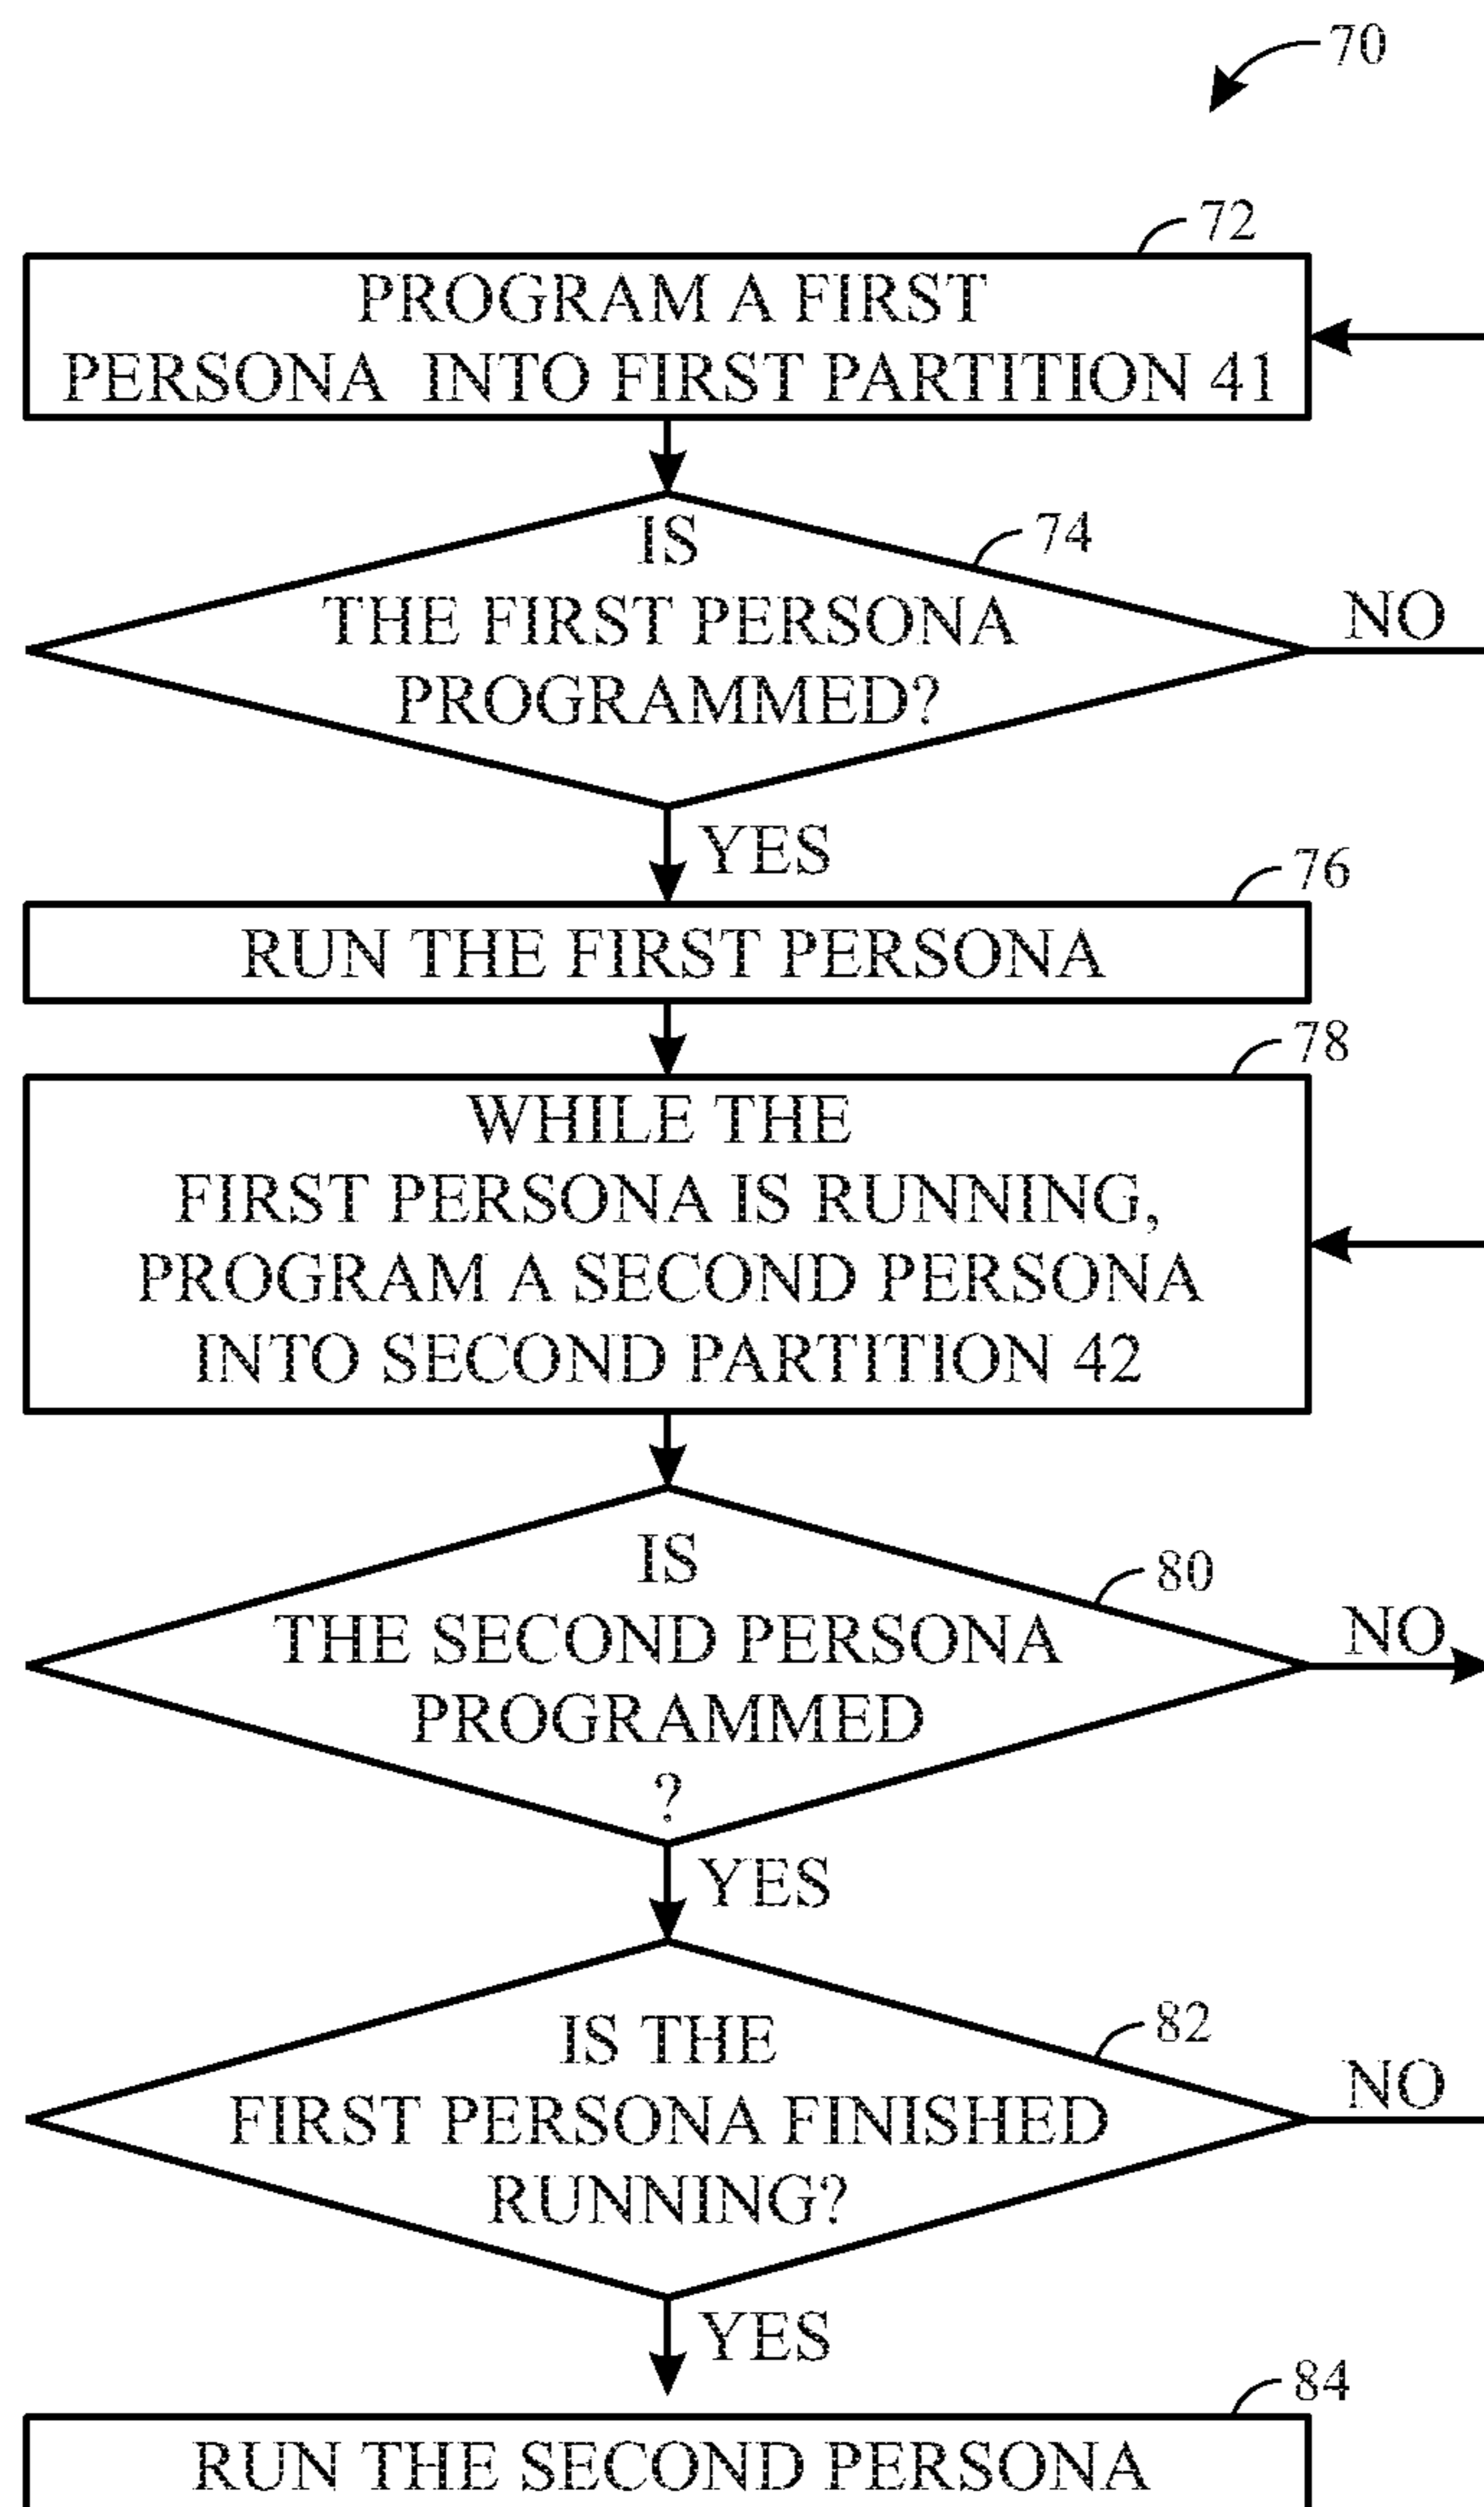 70
72
PROGRAM A FIRST
PERSONA INTO FIRST PARTITION 41
74
IS
THE FIRST PERSONA
PROGRAMMED?
NO
YES
76
RUN THE FIRST PERSONA
78
WHILE THE
FIRST PERSONA IS RUNNING,
PROGRAM A SECOND PERSONA
INTO SECOND PARTITION 42
80
IS
THE SECOND PERSONA
PROGRAMMED
?
NO
YES
82
IS THE
FIRST PERSONA FINISHED
RUNNING?
NO
YES
84
RUN THE SECOND PERSONA